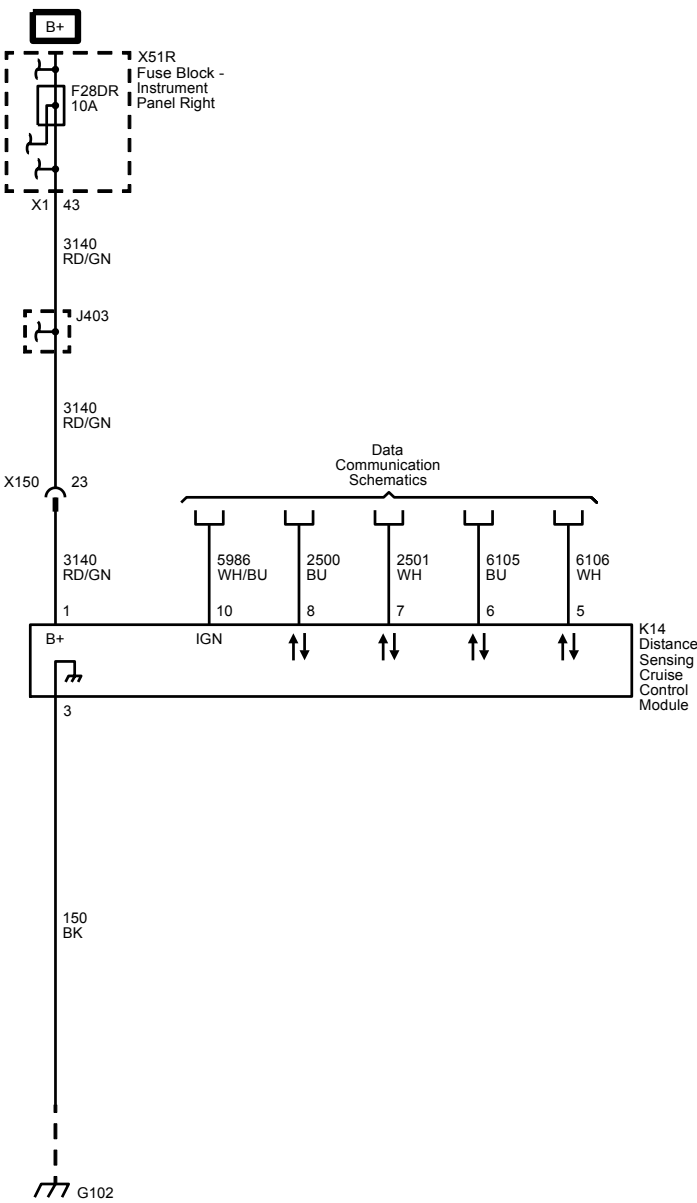 B+
X51R
Fuse Block -
Instrument
Panel Right
F28DR
10A
X1 43
3140
RD/GN
J403
3140
RD/GN
X150 23
Data
Communication
Schematics
3140
RD/GN
5986
WH/BU
2500
BU
2501
WH
6105
BU
6106
WH
1 10 8 7 6 5
B+ IGN
K14
Distance
Sensing
Cruise
Control
Module
3
150
BK
G102